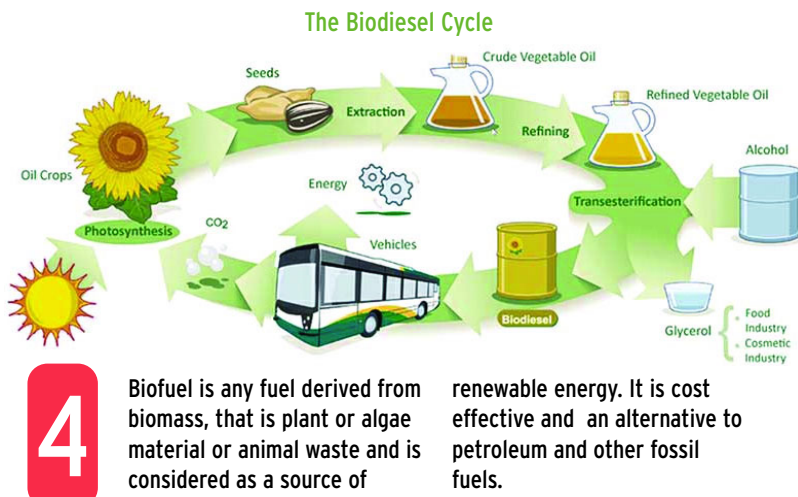 The Biodiesel Cycle
Crude Vegetable Oil
Seeds
Refined Vegetable Oil
Extraction
Refining
Alcohol
Oil Crops
Energy
Transesterification
CO2
Photosynthesis
Vehicles
Biodiesel
Glycerol
Food
Industry
Cosmetic
Industry
4
Biofuel is any fuel derived from
biomass, that is plant or algae
material or animal waste and is
considered as a source of
renewable energy. It is cost
effective and an alternative to
petroleum and other fossil
fuels.